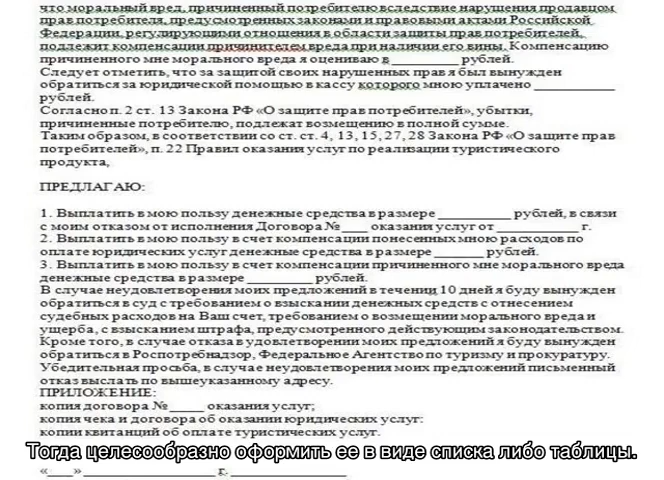 что моральный вред, причиненный потребителю вследствие нарушения продавцом
прав потребителя, предусмотренных законами и правовыми актами Российской
Федерации, регулирующими отношения в области защиты прав потребителей,
подлежит компенсации причинителем вреда при наличии его вины. Компенсацию
причиненного мне морального вреда я оцениваю в __________ рублей.
Следует отметить, что за защитой своих нарушенных прав я был вынужден
обратиться за юридической помощью в кассу которого мною уплачено ____________
рублей.
Согласно п. 2 ст. 13 Закона РФ «О защите прав потребителей», убытки,
причиненные потребителю, подлежат возмещению в полной сумме.
Таким образом, в соответствии со ст. ст. 4, 13, 15, 27, 28 Закона РФ «О защите прав
потребителей», п. 22 Правил оказания услуг по реализации туристического
продукта,
ПРЕДЛАГАЮ:
1. Выплатить в мою пользу денежные средства в размере ___________ рублей, в связи
с моим отказом от исполнения Договора № ____ оказания услуг от ____________ г.
2. Выплатить в мою пользу в счет компенсации понесенных мною расходов по
оплате юридических услуг денежные средства в размере _______ рублей.
3. Выплатить в мою пользу в счет компенсации причиненного мне морального вреда
денежные средства в размере __________ рублей.
В случае неудовлетворения моих предложений в течении 10 дней я буду вынужден
обратиться в суд с требованием о взыскании денежных средств с отнесением
судебных расходов на Ваш счет, требованием о возмещении морального вреда и
ущерба, с взысканием штрафа, предусмотренного действующим законодательством.
Кроме того, в случае отказа в удовлетворении моих предложений я буду вынужден
обратиться в Роспотребнадзор, Федеральное Агентство по туризму и прокуратуру.
Убедительная просьба, в случае неудовлетворения моих предложений письменный
отказ выслать по вышеуказанному адресу.
ПРИЛОЖЕНИЕ:
копия договора № _____ оказания услуг;
копия чека и договора об оказании юридических услуг:
копии квитанций об оплате туристических услуг.
Тогда целесообразно оформить ее в виде списка либо таблицы.
«____» ____________________ г. _________________